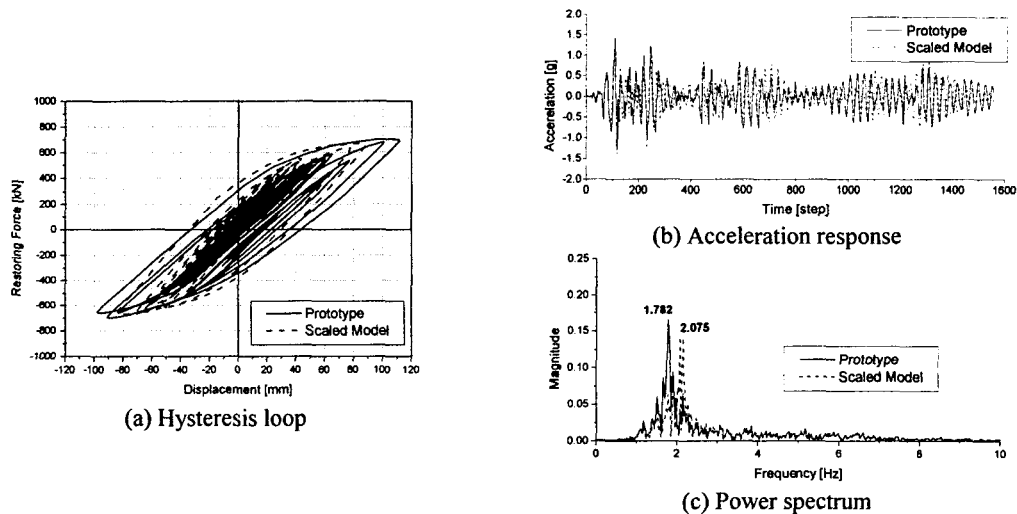 1000
800
600
400
200
0
-200
-400
-600
-800
-1000
Restoring Force [kN]
-120 -100 -80 -60 -40 -20 0 20 40 60 80 100 120
Displacement [mm]
Prototype
Scaled Model
(a) Hysteresis loop
2.0
1.5
1.0
0.5
0.0
-0.5
-1.0
-1.5
-2.0
Accerelation [g]
Prototype
Scaled Model
0 200 400 600 800 1000 1200 1400 1600
Time [step]
(b) Acceleration response
0.25
0.20
0.15
0.10
0.05
0.00
Magnitude
1.782
2.075
Prototype
Scaled Model
0 2 4 6 8 10
Frequency [Hz]
(c) Power spectrum